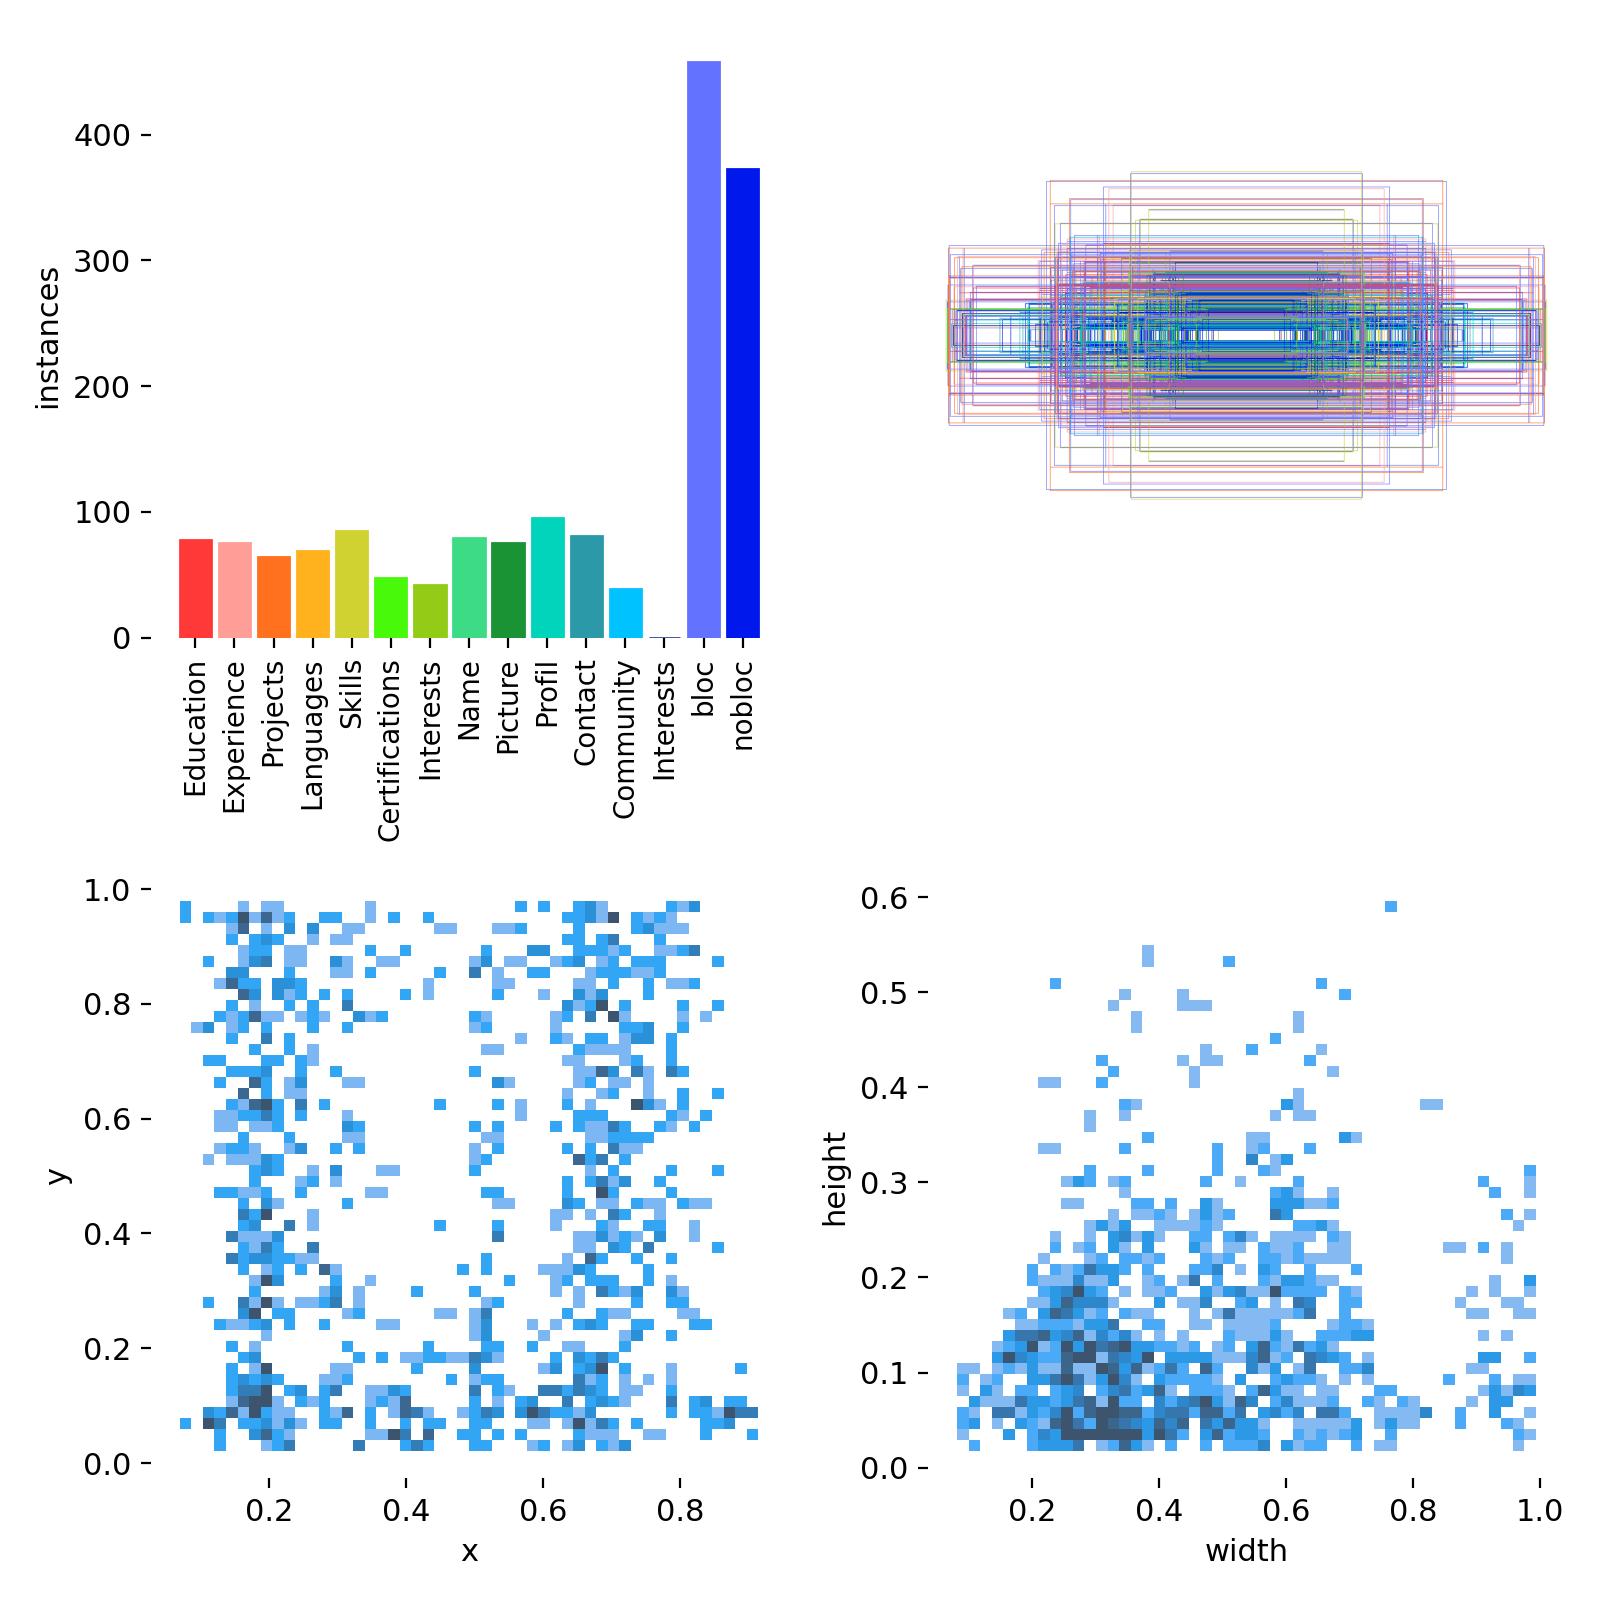 400
300
200
100
0
instances
Education
Experience
Projects
Languages
Skills
Certifications
Interests
Name
Picture
Profil
Contact
Community
Interests
bloc
nobloc
1.0
0.8
0.6
0.4
0.2
0.0
y
0.2 0.4 0.6 0.8
x
0.6
0.5
0.4
0.3
0.2
0.1
0.0
height
0.2 0.4 0.6 0.8 1.0
width